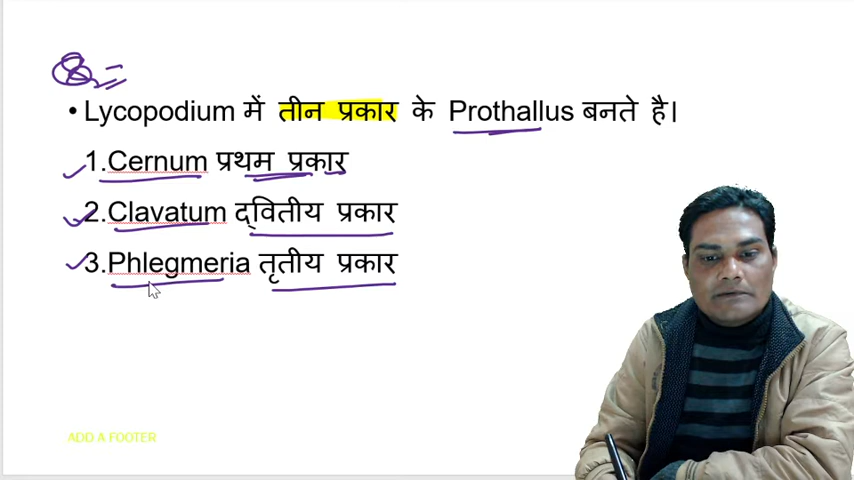 • Lycopodium में तीन प्रकार के Prothallus बनते है।
1.Cernum प्रथम प्रकार
2.Clavatum द्वितीय प्रकार
3.Phlegmeria तृतीय प्रकार
ADD A FOOTER